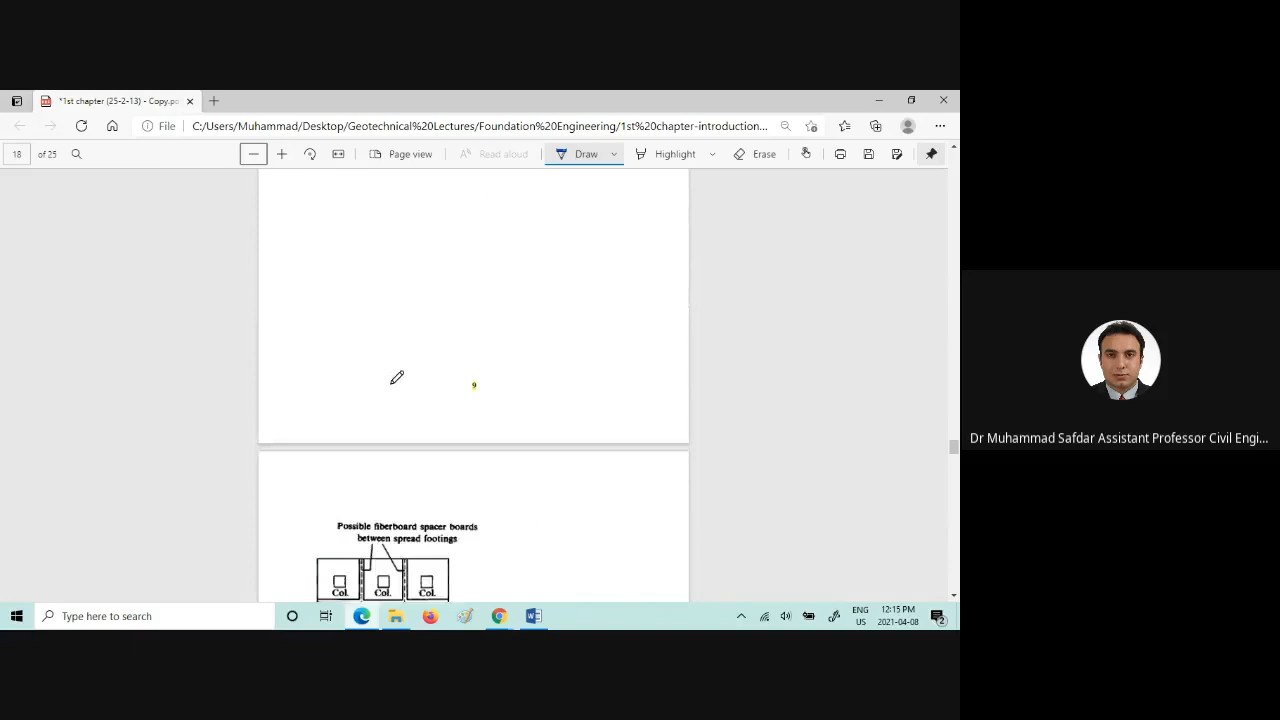 *1st chapter (25-2-13) - Copy.pd
File C:/Users/Muhammad/Desktop/Geotechnical%20Lectures/Foundation%20Engineering/1st%20chapter-introduction...
18 of 25 Page view Read aloud Draw Highlight Erase
9
Possible fiberboard spacer boards
between spread footings
Col. Col. Col.
Dr Muhammad Safdar Assistant Professor Civil Engi...
Type here to search
ENG
US
12:15 PM
2021-04-08
2